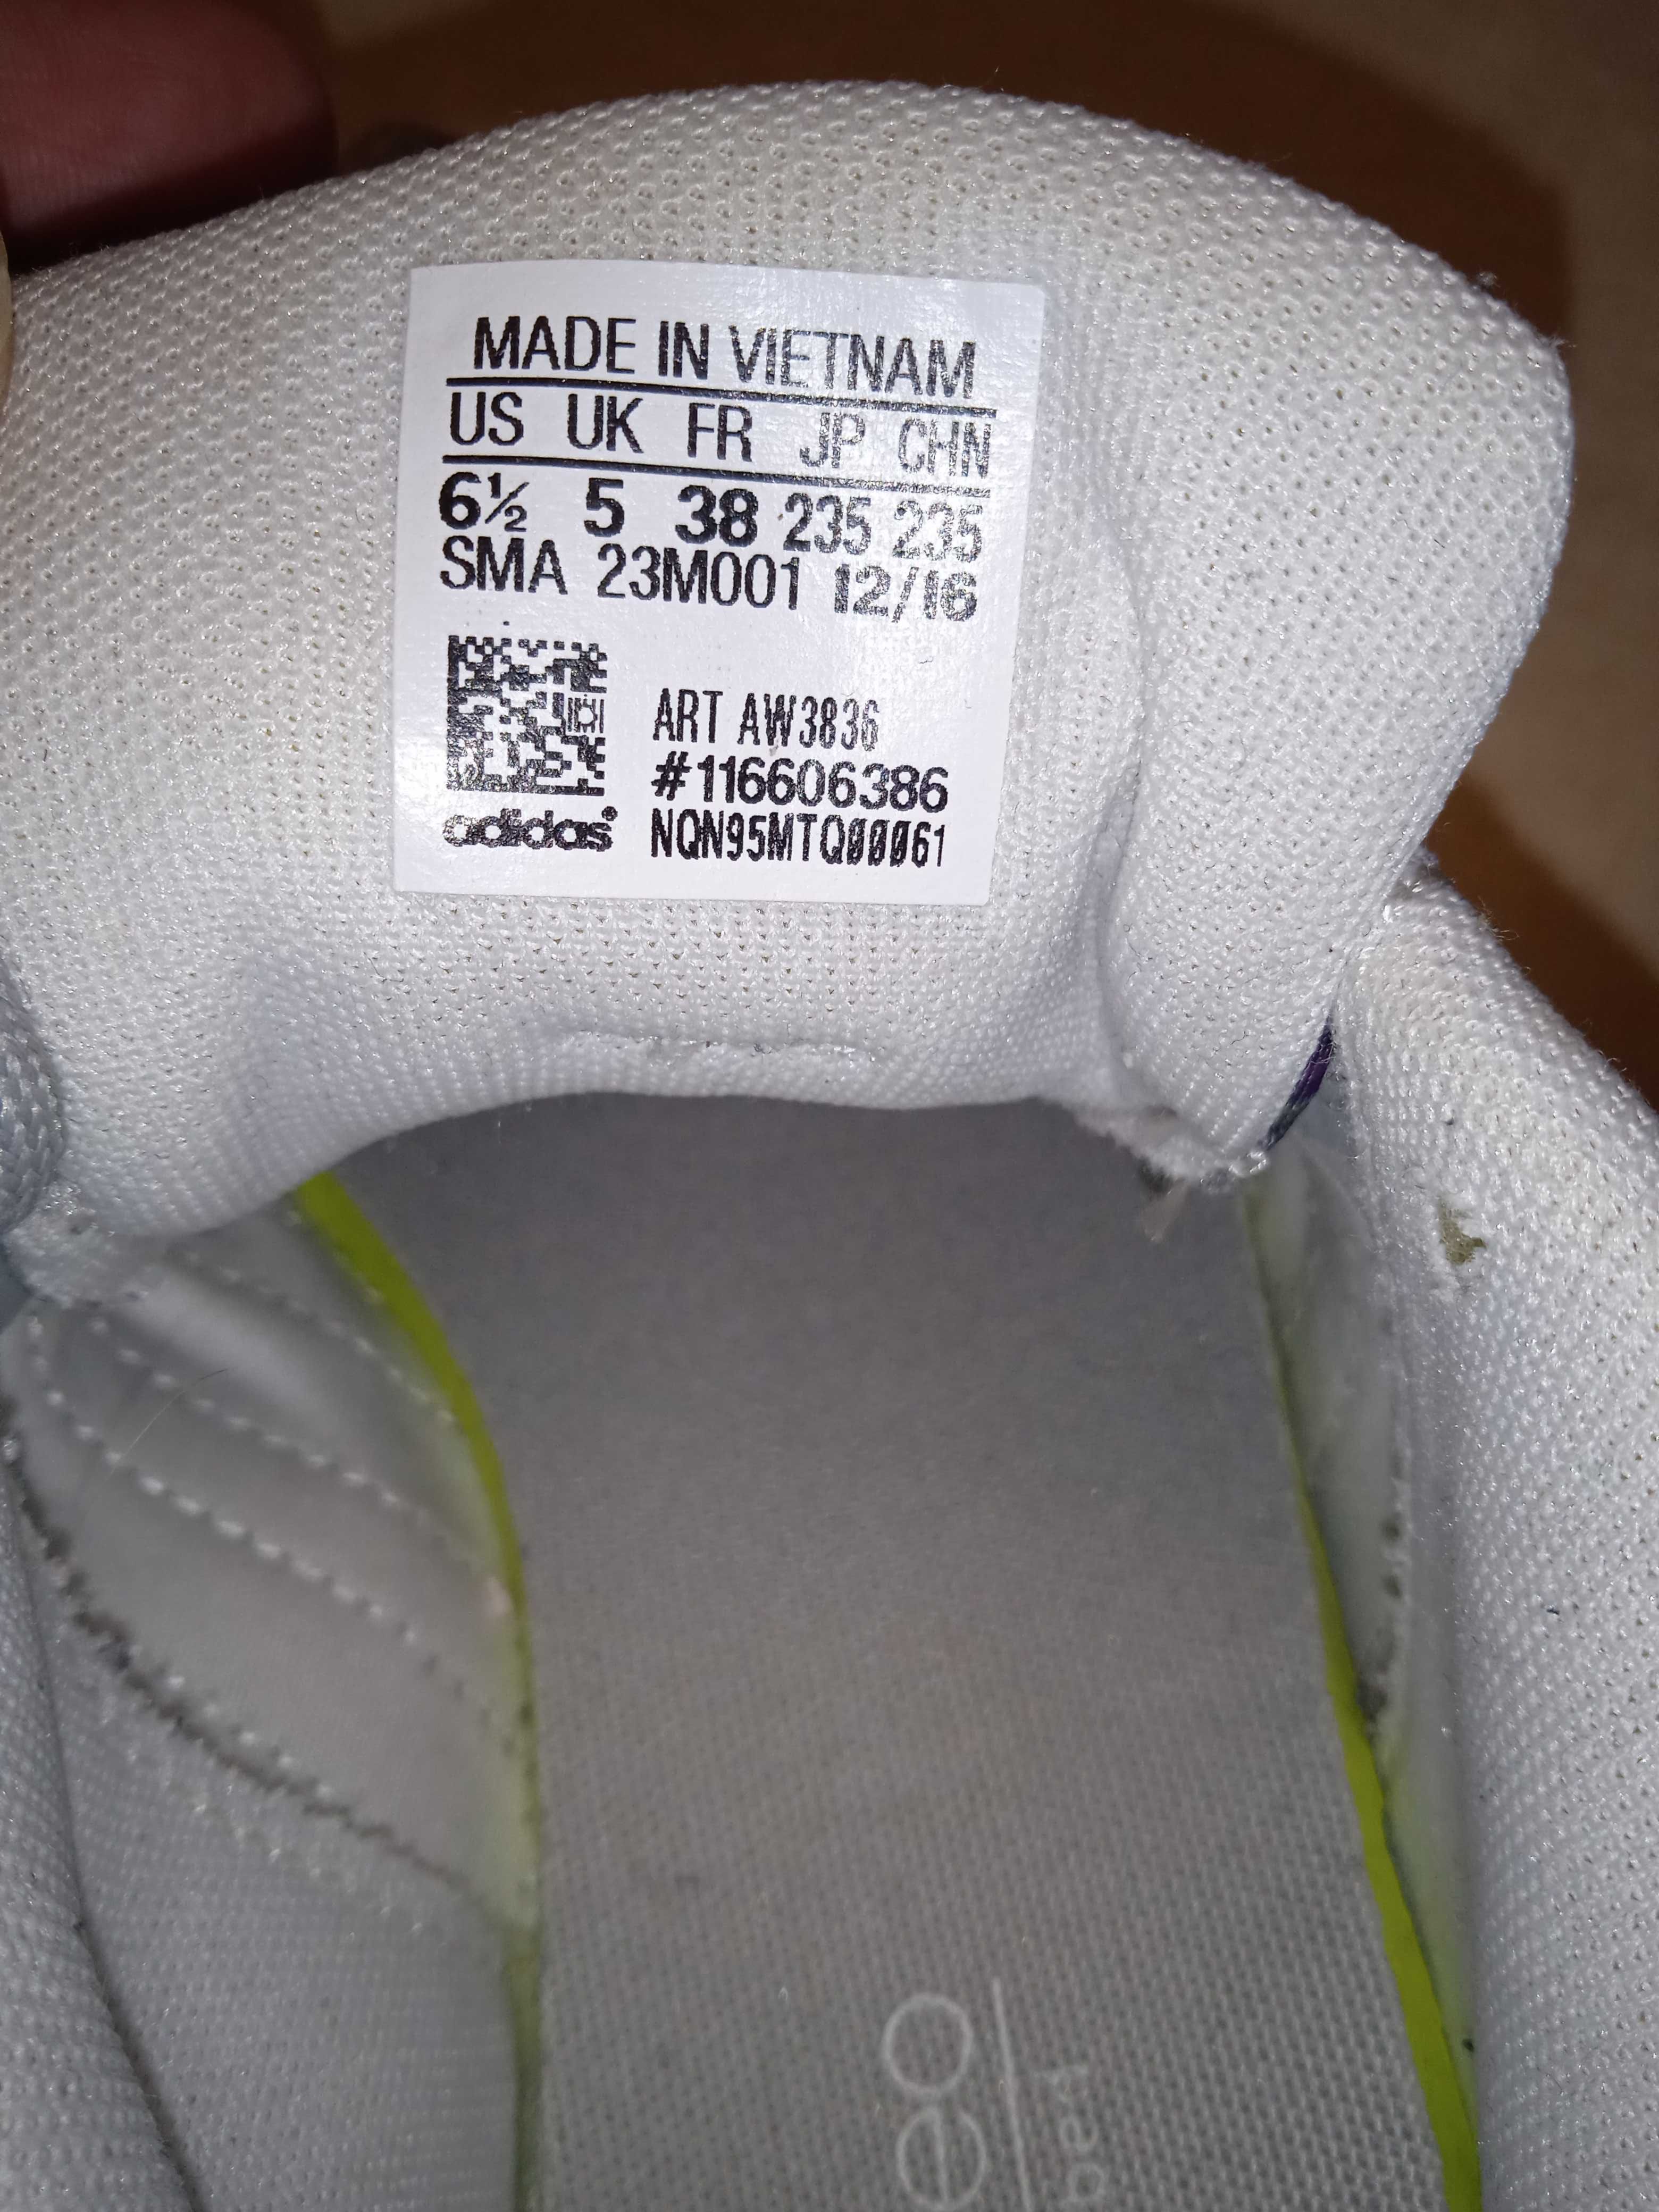 MADE IN VIETNAM
US UK FR JP CHN
6½ 5 38 235 235
SMA 23M001 12/16
ART AW3836
#116606386
adidas NQN95MTQ00061
eo